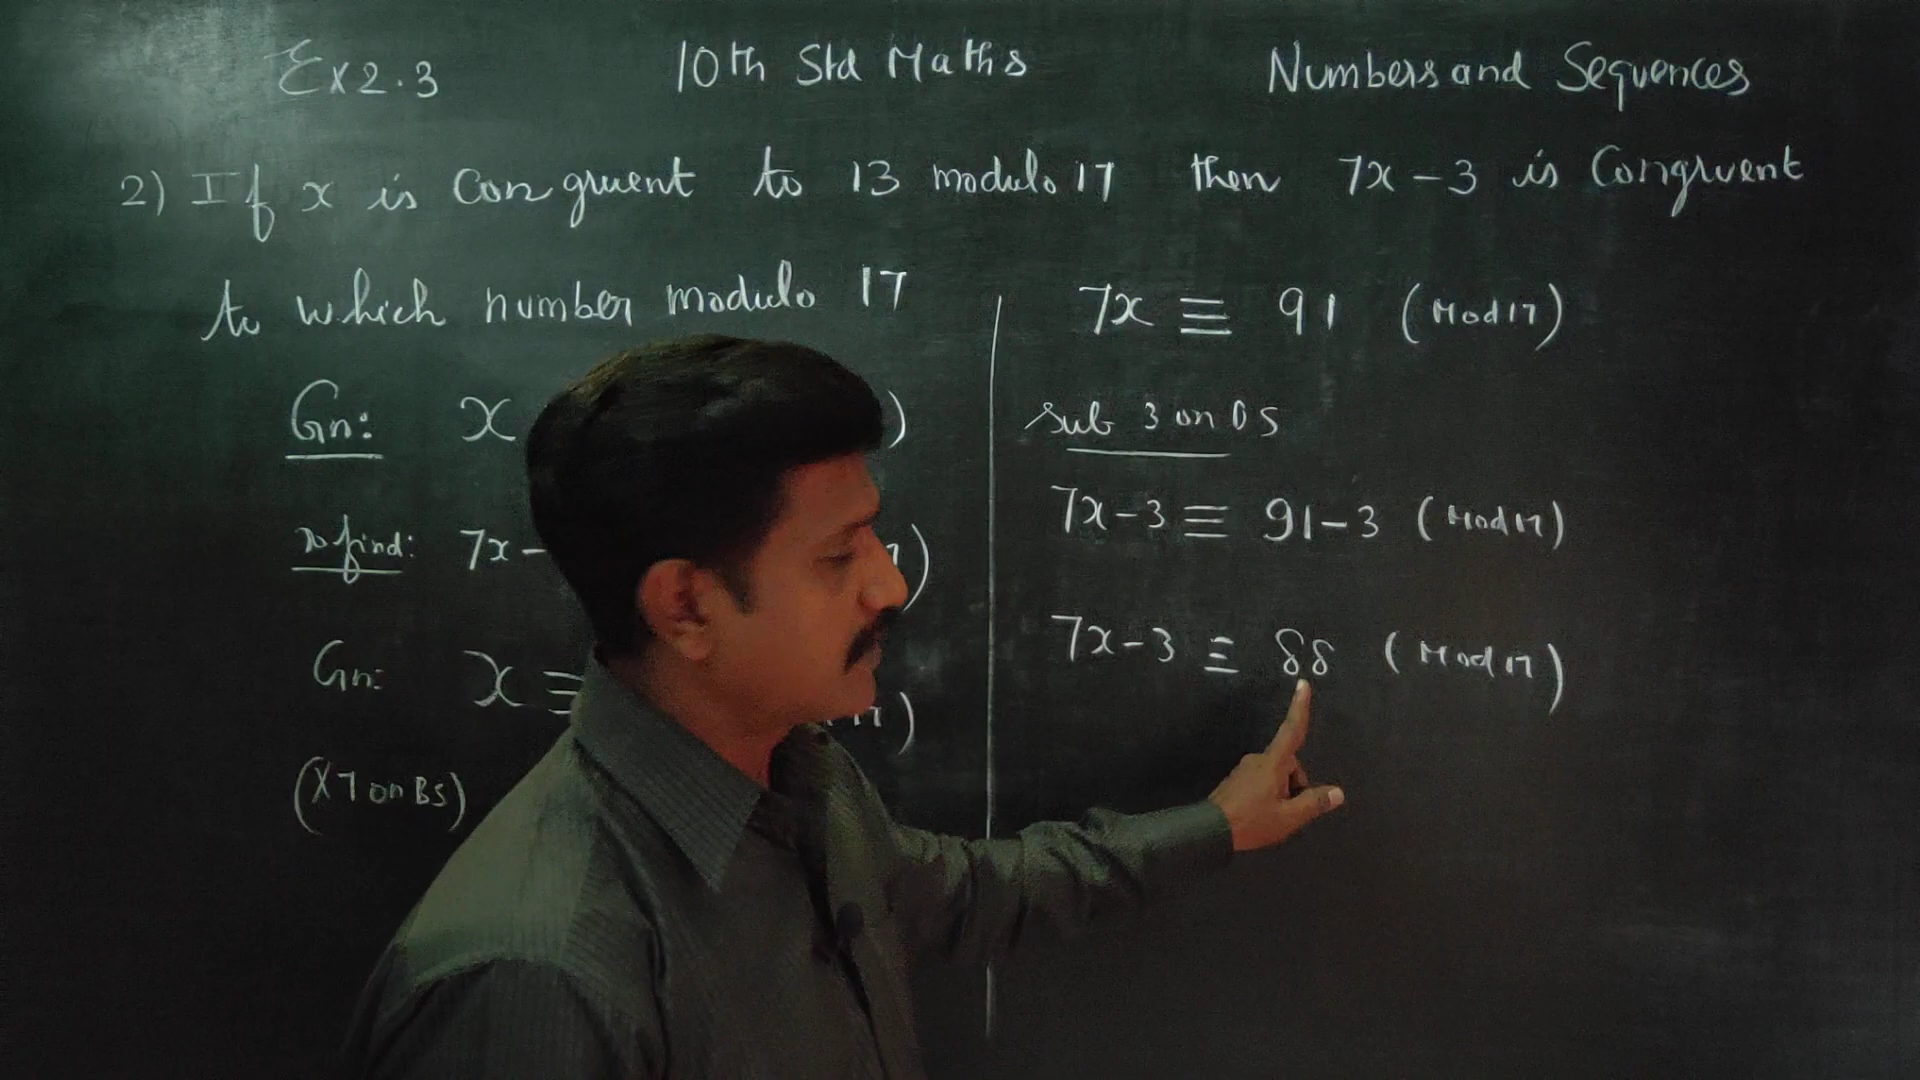 Ex 2.3 10th Std Maths Numbers and Sequences
2) If x is congruent to 13 modulo 17 then 7x - 3 is Congruent
to which number modulo 17
Gn: x )
To find: 7x - )
Gn: x ≡ 17)
(X7 on BS)
7x ≡ 91 (Mod 17)
Sub 3 on BS
7x - 3 ≡ 91 - 3 (Mod 17)
7x - 3 ≡ 88 (Mod 17)